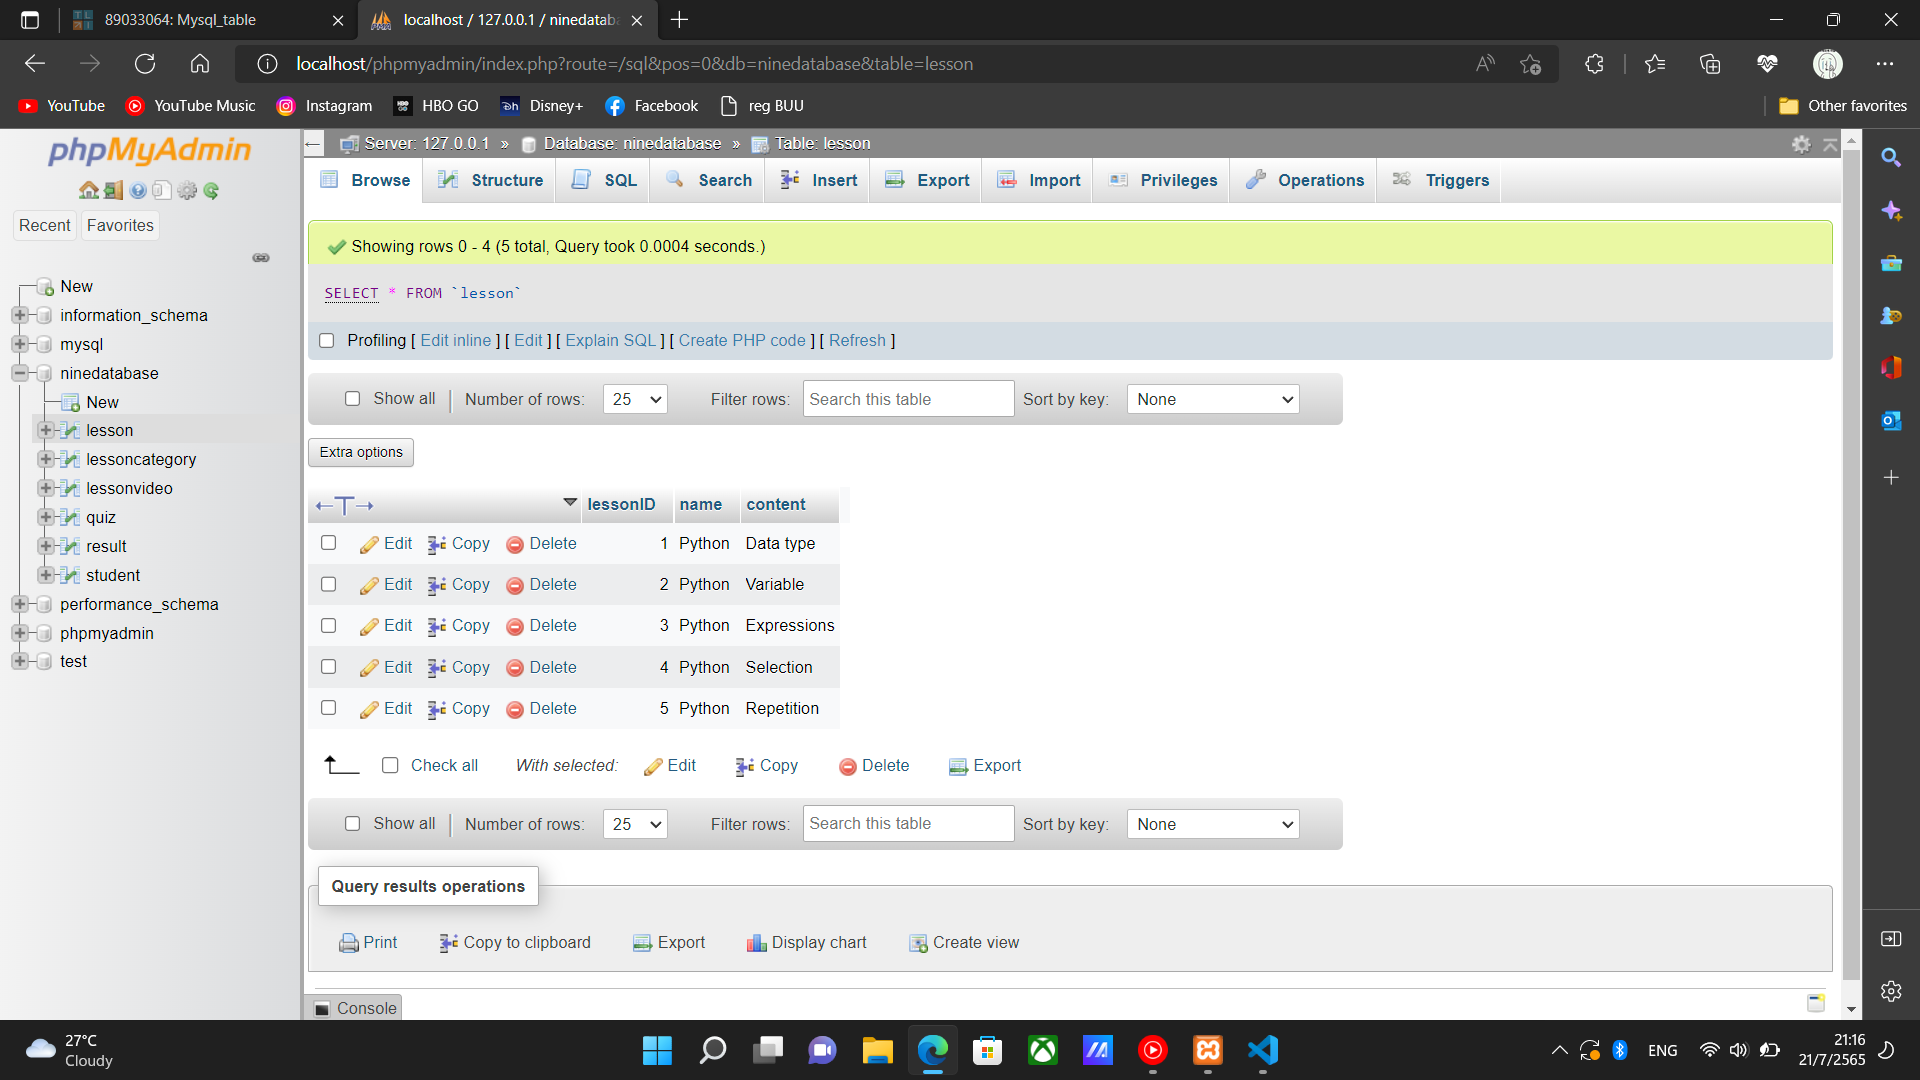 89033064: Mysql_table
localhost / 127.0.0.1 / ninedataba
localhost/phpmyadmin/index.php?route=/sql&pos=0&db=ninedatabase&table=lesson
YouTube YouTube Music Instagram HBO GO Disney+ Facebook reg BUU Other favorites
phpMyAdmin
Recent Favorites
New
information_schema
mysql
ninedatabase
New
lesson
lessoncategory
lessonvideo
quiz
result
student
performance_schema
phpmyadmin
test
Server: 127.0.0.1 » Database: ninedatabase » Table: lesson
Browse Structure SQL Search Insert Export Import Privileges Operations Triggers
Showing rows 0 - 4 (5 total, Query took 0.0004 seconds.)
SELECT * FROM `lesson`
Profiling [ Edit inline ] [ Edit ] [ Explain SQL ] [ Create PHP code ] [ Refresh ]
Show all Number of rows: 25 Filter rows: Search this table Sort by key: None
Extra options
lessonID name content
Edit Copy Delete 1 Python Data type
Edit Copy Delete 2 Python Variable
Edit Copy Delete 3 Python Expressions
Edit Copy Delete 4 Python Selection
Edit Copy Delete 5 Python Repetition
Check all With selected: Edit Copy Delete Export
Show all Number of rows: 25 Filter rows: Search this table Sort by key: None
Query results operations
Print Copy to clipboard Export Display chart Create view
Console
27°C
Cloudy
ENG
21:16
21/7/2565